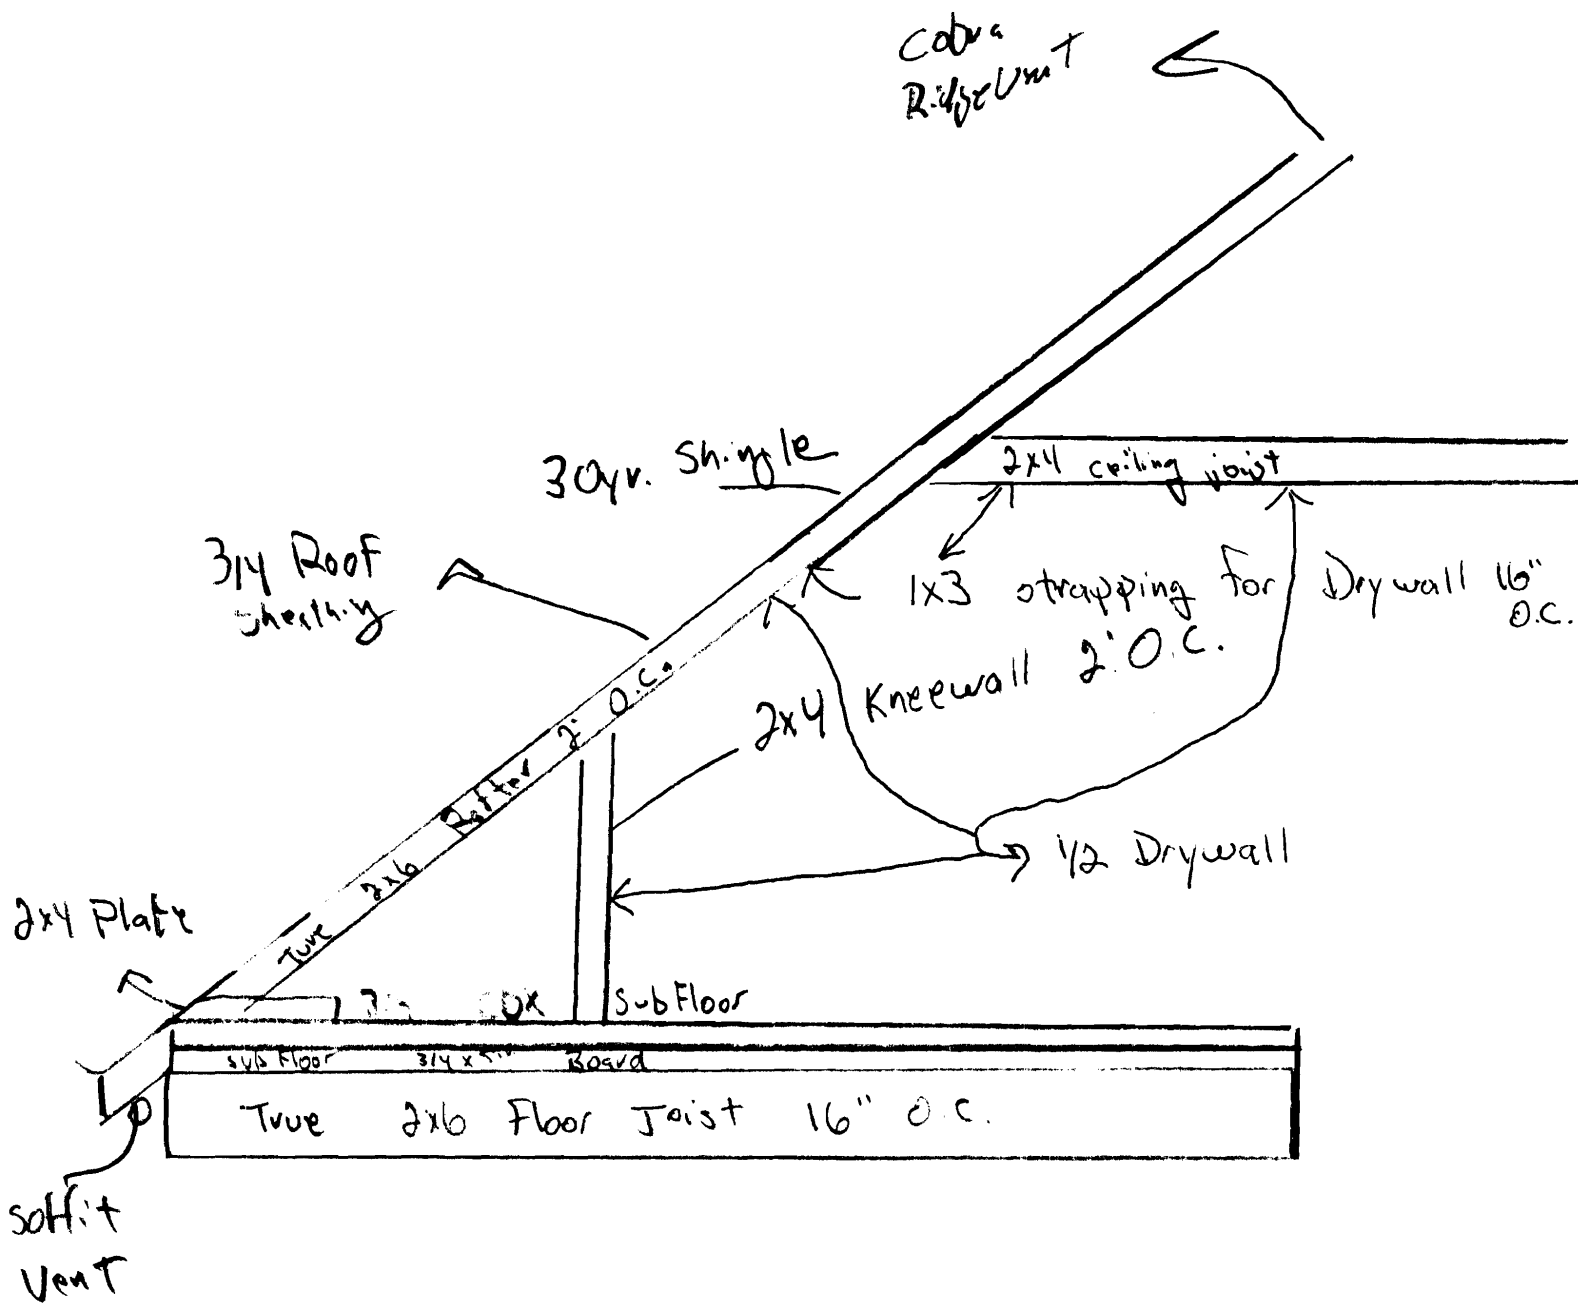 Cobra
Ridge Vent
2x4 ceiling joist
30yr. Shingle
3/4 Roof
sheathing
1x3 strapping for Drywall 16"
O.C.
2x4 Kneewall 2' O.C.
True 2x6 Rafter 2' O.C.
1/2 Drywall
2x4 Plate
CDX SubFloor
Sub Floor 3/4 x Board
True 2x6 Floor Joist 16" O.C.
Soffit
Vent